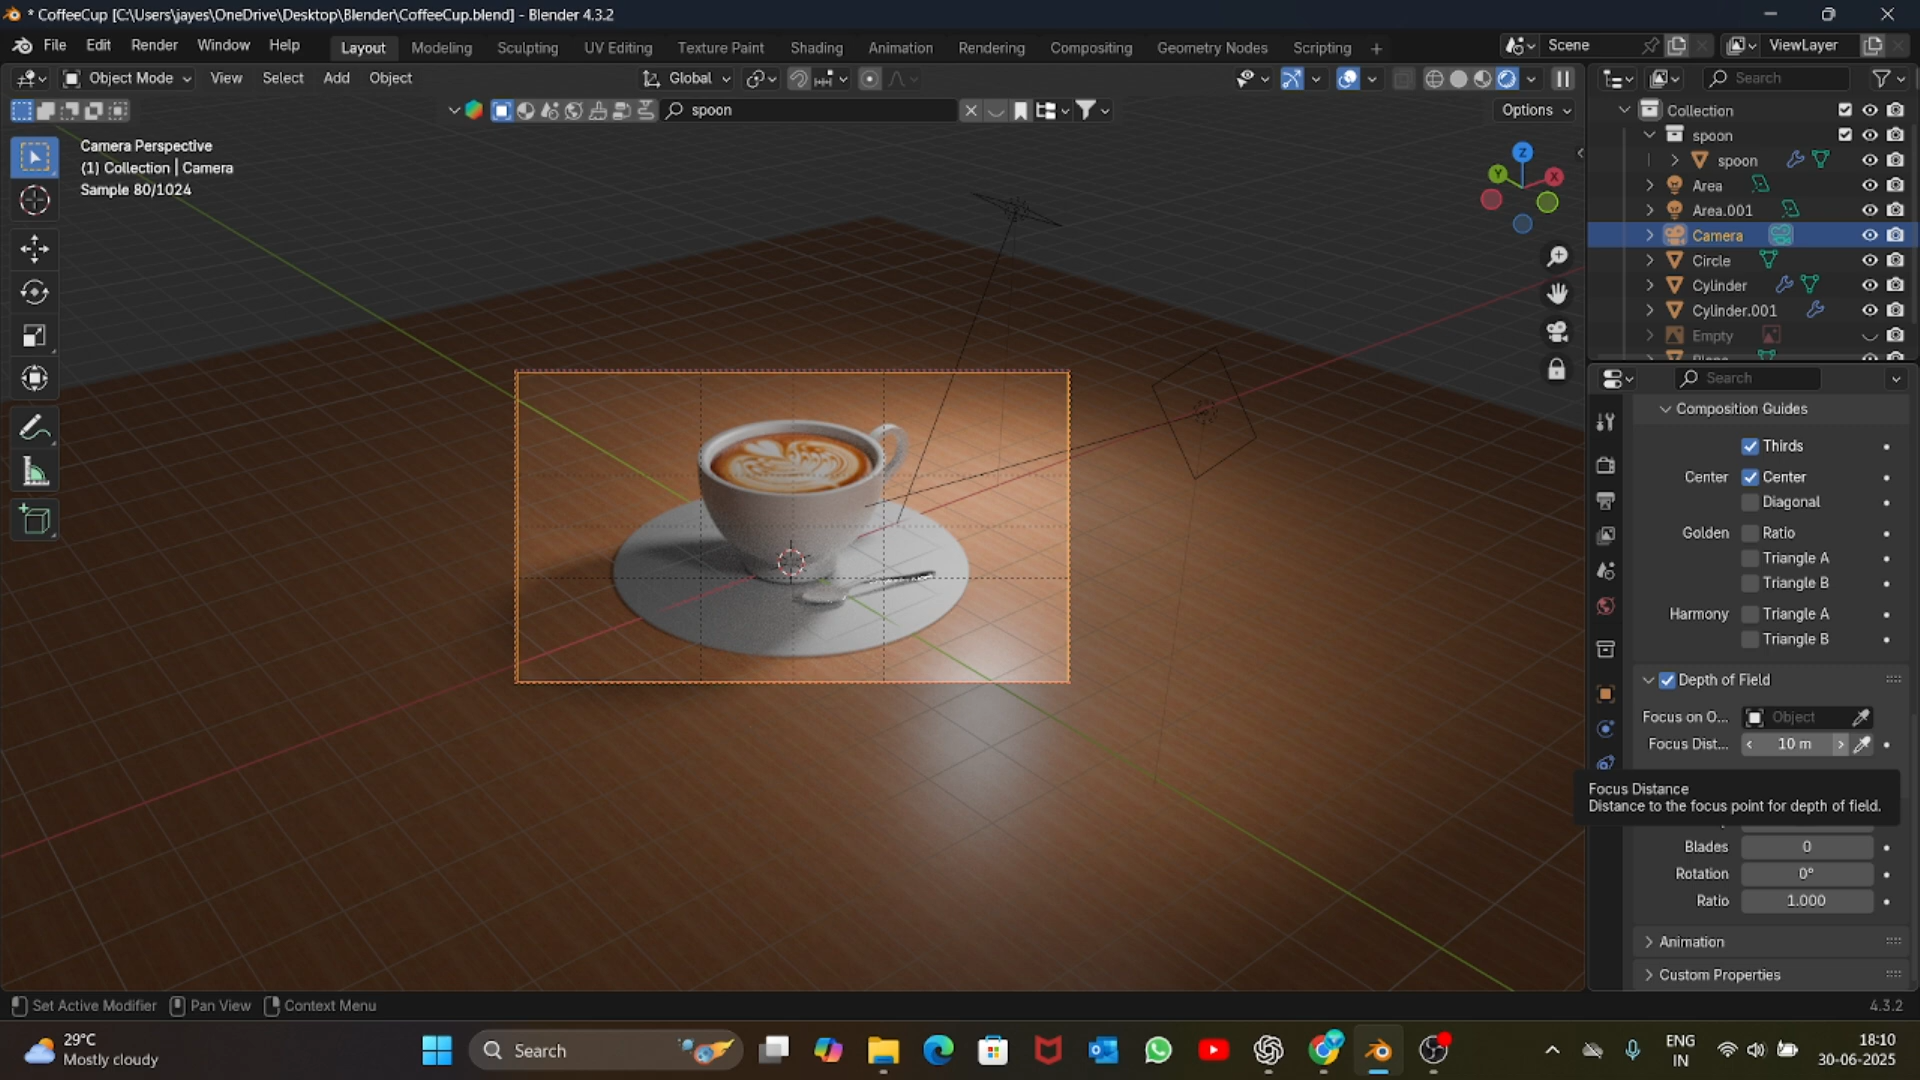 * CoffeeCup [C:\Users\jayes\OneDrive\Desktop\Blender\CoffeeCup.blend] - Blender 4.3.2
File Edit Render Window Help Layout Modeling Sculpting UV Editing Texture Paint Shading Animation Rendering Compositing Geometry Nodes Scripting + Scene ViewLayer
Object Mode View Select Add Object Global Search
spoon Options
Camera Perspective
(1) Collection | Camera
Sample 80/1024
Z
Y
X
Collection
spoon
spoon
Area
Area.001
Camera
Circle
Cylinder
Cylinder.001
Empty
Search
Composition Guides
Thirds
Center Center
Diagonal
Golden Ratio
Triangle A
Triangle B
Harmony Triangle A
Triangle B
Depth of Field
Focus on O... Object
Focus Dist... 10 m
Focus Distance
Distance to the focus point for depth of field.
Blades 0
Rotation 0°
Ratio 1.000
Animation
Custom Properties
Set Active Modifier Pan View Context Menu 4.3.2
29°C
Mostly cloudy
Search
ENG
IN
18:10
30-06-2025